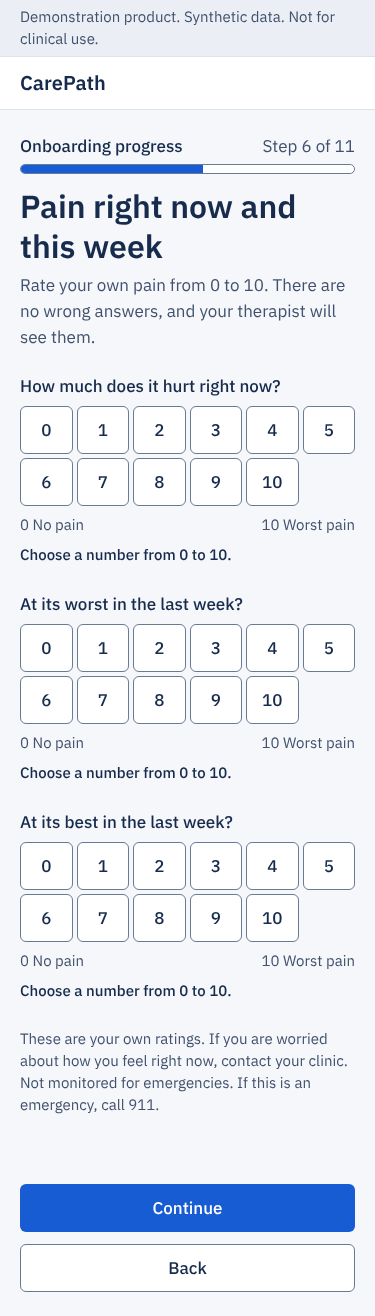 Demonstration product. Synthetic data. Not for
clinical use.
CarePath
Onboarding progress Step 6 of 11
Pain right now and
this week
Rate your own pain from 0 to 10. There are
no wrong answers, and your therapist will
see them.
How much does it hurt right now?
0 1 2 3 4 5
6 7 8 9 10
0 No pain 10 Worst pain
Choose a number from 0 to 10.
At its worst in the last week?
0 1 2 3 4 5
6 7 8 9 10
0 No pain 10 Worst pain
Choose a number from 0 to 10.
At its best in the last week?
0 1 2 3 4 5
6 7 8 9 10
0 No pain 10 Worst pain
Choose a number from 0 to 10.
These are your own ratings. If you are worried
about how you feel right now, contact your clinic.
Not monitored for emergencies. If this is an
emergency, call 911.
Continue
Back